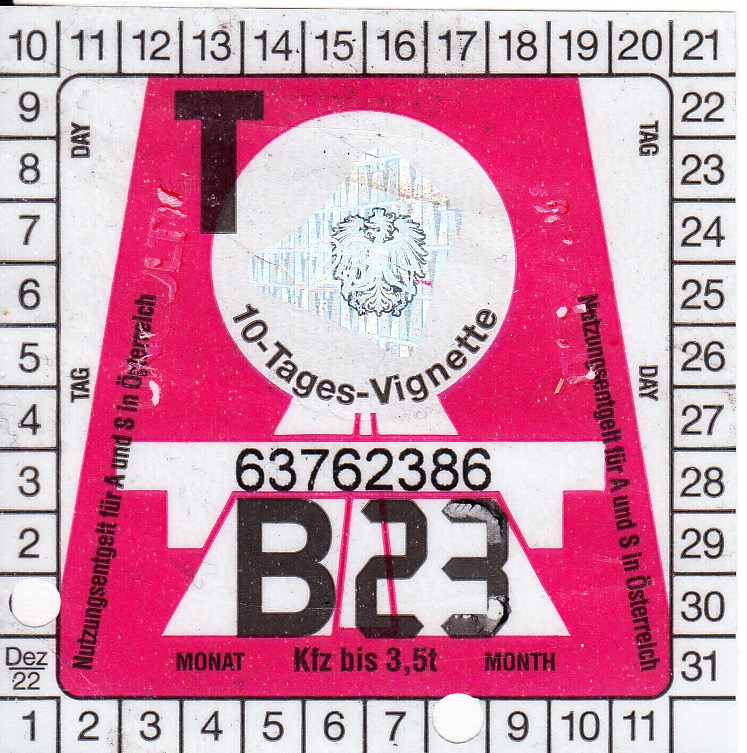 10 11 12 13 14 15 16 17 18 19 20 21
9 22
8 23
7 24
6 25
5 26
4 27
3 28
2 29
30
Dez 22 31
1 2 3 4 5 6 7 9 10 11
DAY
TAG
T
10-Tages-Vignette
TAG
DAY
Nutzungsentgelt für A und S in Österreich
Nutzungsentgelt für A und S in Österreich
63762386
B23
MONAT Kfz bis 3,5t MONTH